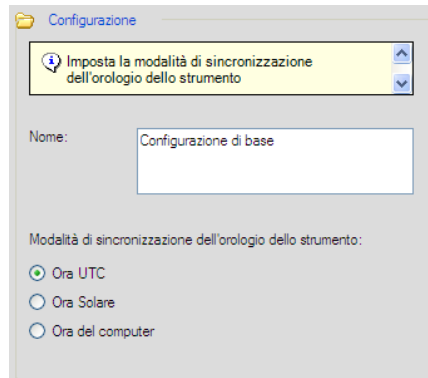 Configurazione
Imposta la modalità di sincronizzazione
dell'orologio dello strumento
Nome:
Configurazione di base
Modalità di sincronizzazione dell'orologio dello strumento:
Ora UTC
Ora Solare
Ora del computer